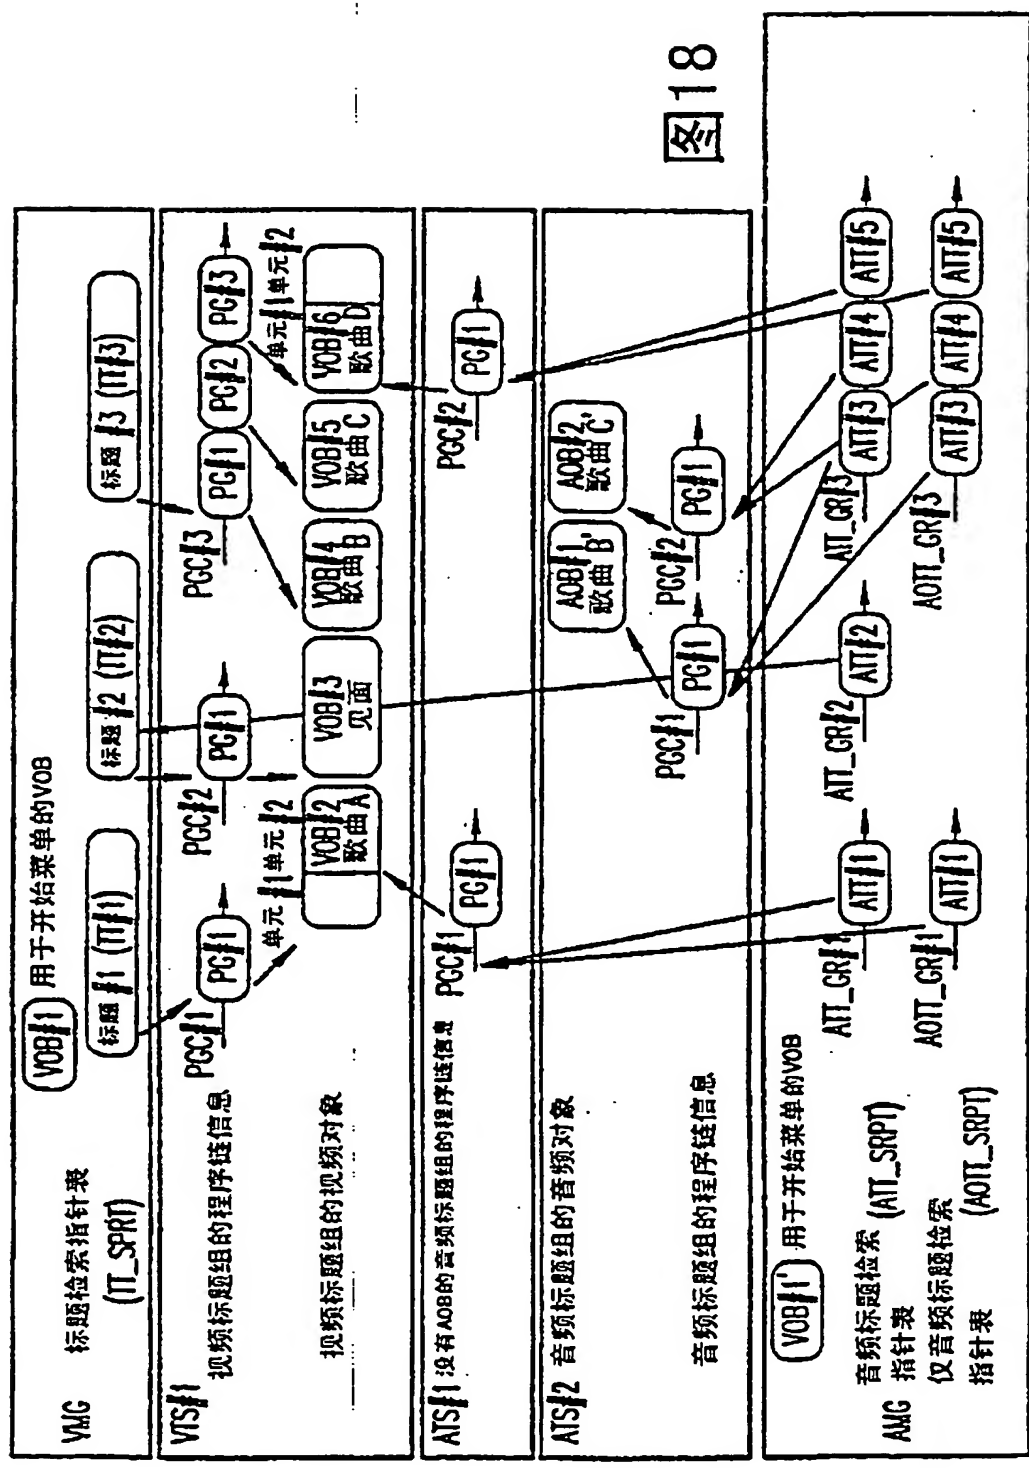 VMG
VOB#1 用于开始菜单的VOB
标题检索指针表
(TT_SPRT)
标题 #1 (TT#1)
标题 #2 (TT#2)
标题 #3 (TT#3)
VTS#1
视频标题组的程序链信息
PGC#1
PG#1
PGC#2
PG#1
PGC#3
PG#1
PG#2
PG#3
视频标题组的视频对象
单元 #1 单元 #2
VOB#2
歌曲A
VOB#3
见面
VOB#4
歌曲B
VOB#5
歌曲C
单元 #1 单元 #2
VOB#6
歌曲D
ATS#1 没有AOB的音频标题组的程序链信息
PGC#1
PG#1
PGC#2
PG#1
ATS#2 音频标题组的音频对象
AOB#1
歌曲B'
AOB#2
歌曲C'
音频标题组的程序链信息
PGC#1
PG#1
PGC#2
PG#1
AMG
VOB#1' 用于开始菜单的VOB
音频标题检索
指针表
(ATT_SRPT)
ATT_GR#1
ATT#1
ATT_GR#2
ATT#2
ATT_GR#3
ATT#3
ATT#4
ATT#5
仅音频标题检索
指针表
(AOTT_SRPT)
AOTT_GR#1
ATT#1
AOTT_GR#3
ATT#3
ATT#4
ATT#5
图18